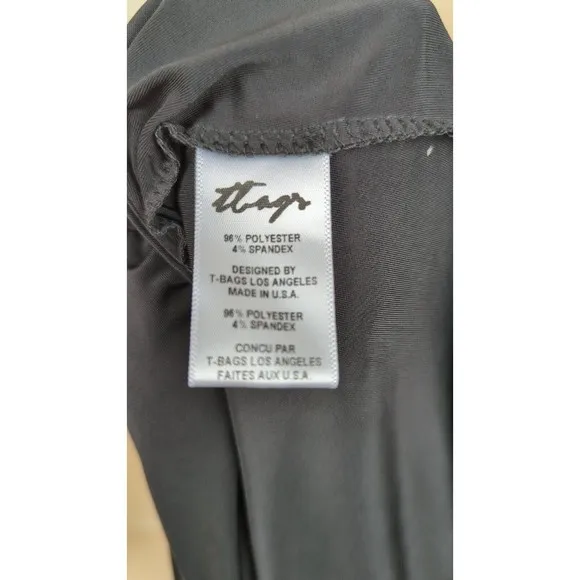 tbags
96% POLYESTER
4% SPANDEX
DESIGNED BY
T-BAGS LOS ANGELES
MADE IN U.S.A.
96% POLYESTER
4% SPANDEX
CONCU PAR
T-BAGS LOS ANGELES
FAITES AUX U.S.A.